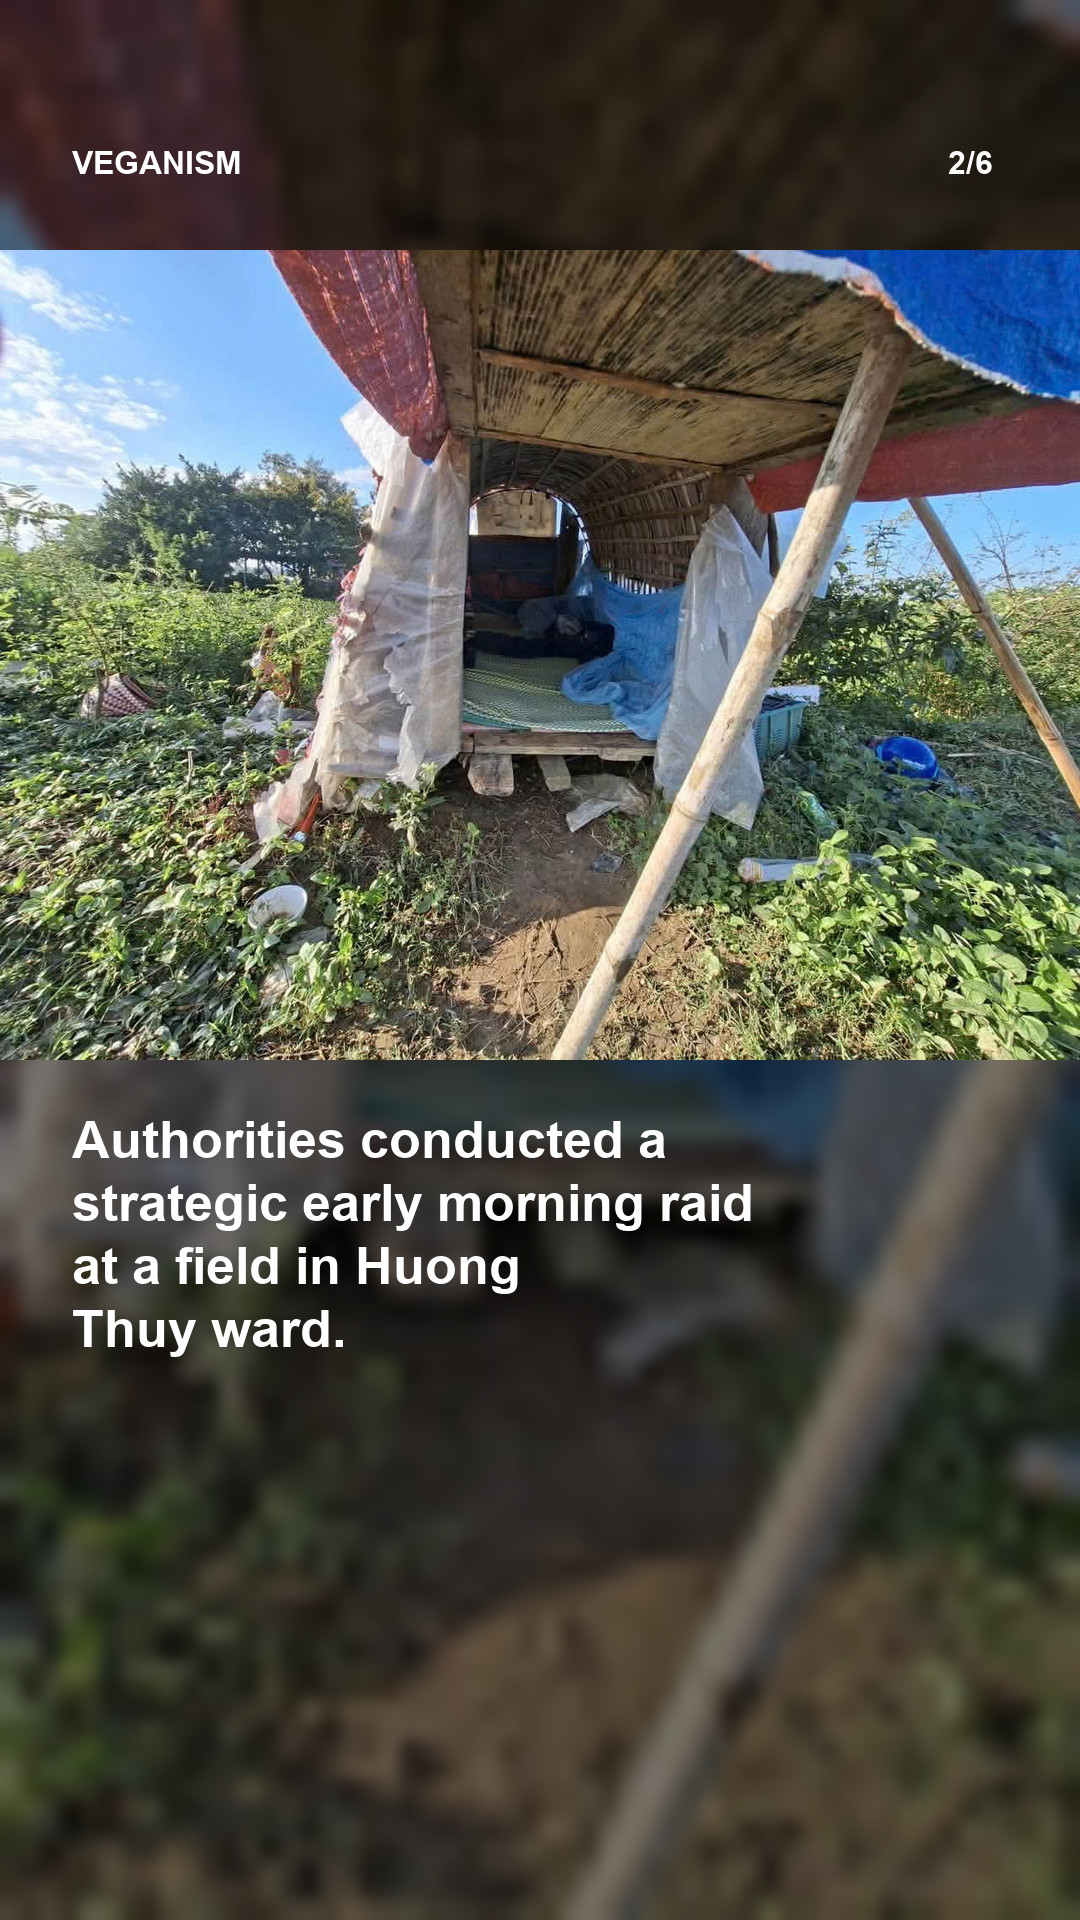 VEGANISM
2/6
Authorities conducted a
strategic early morning raid
at a field in Huong
Thuy ward.